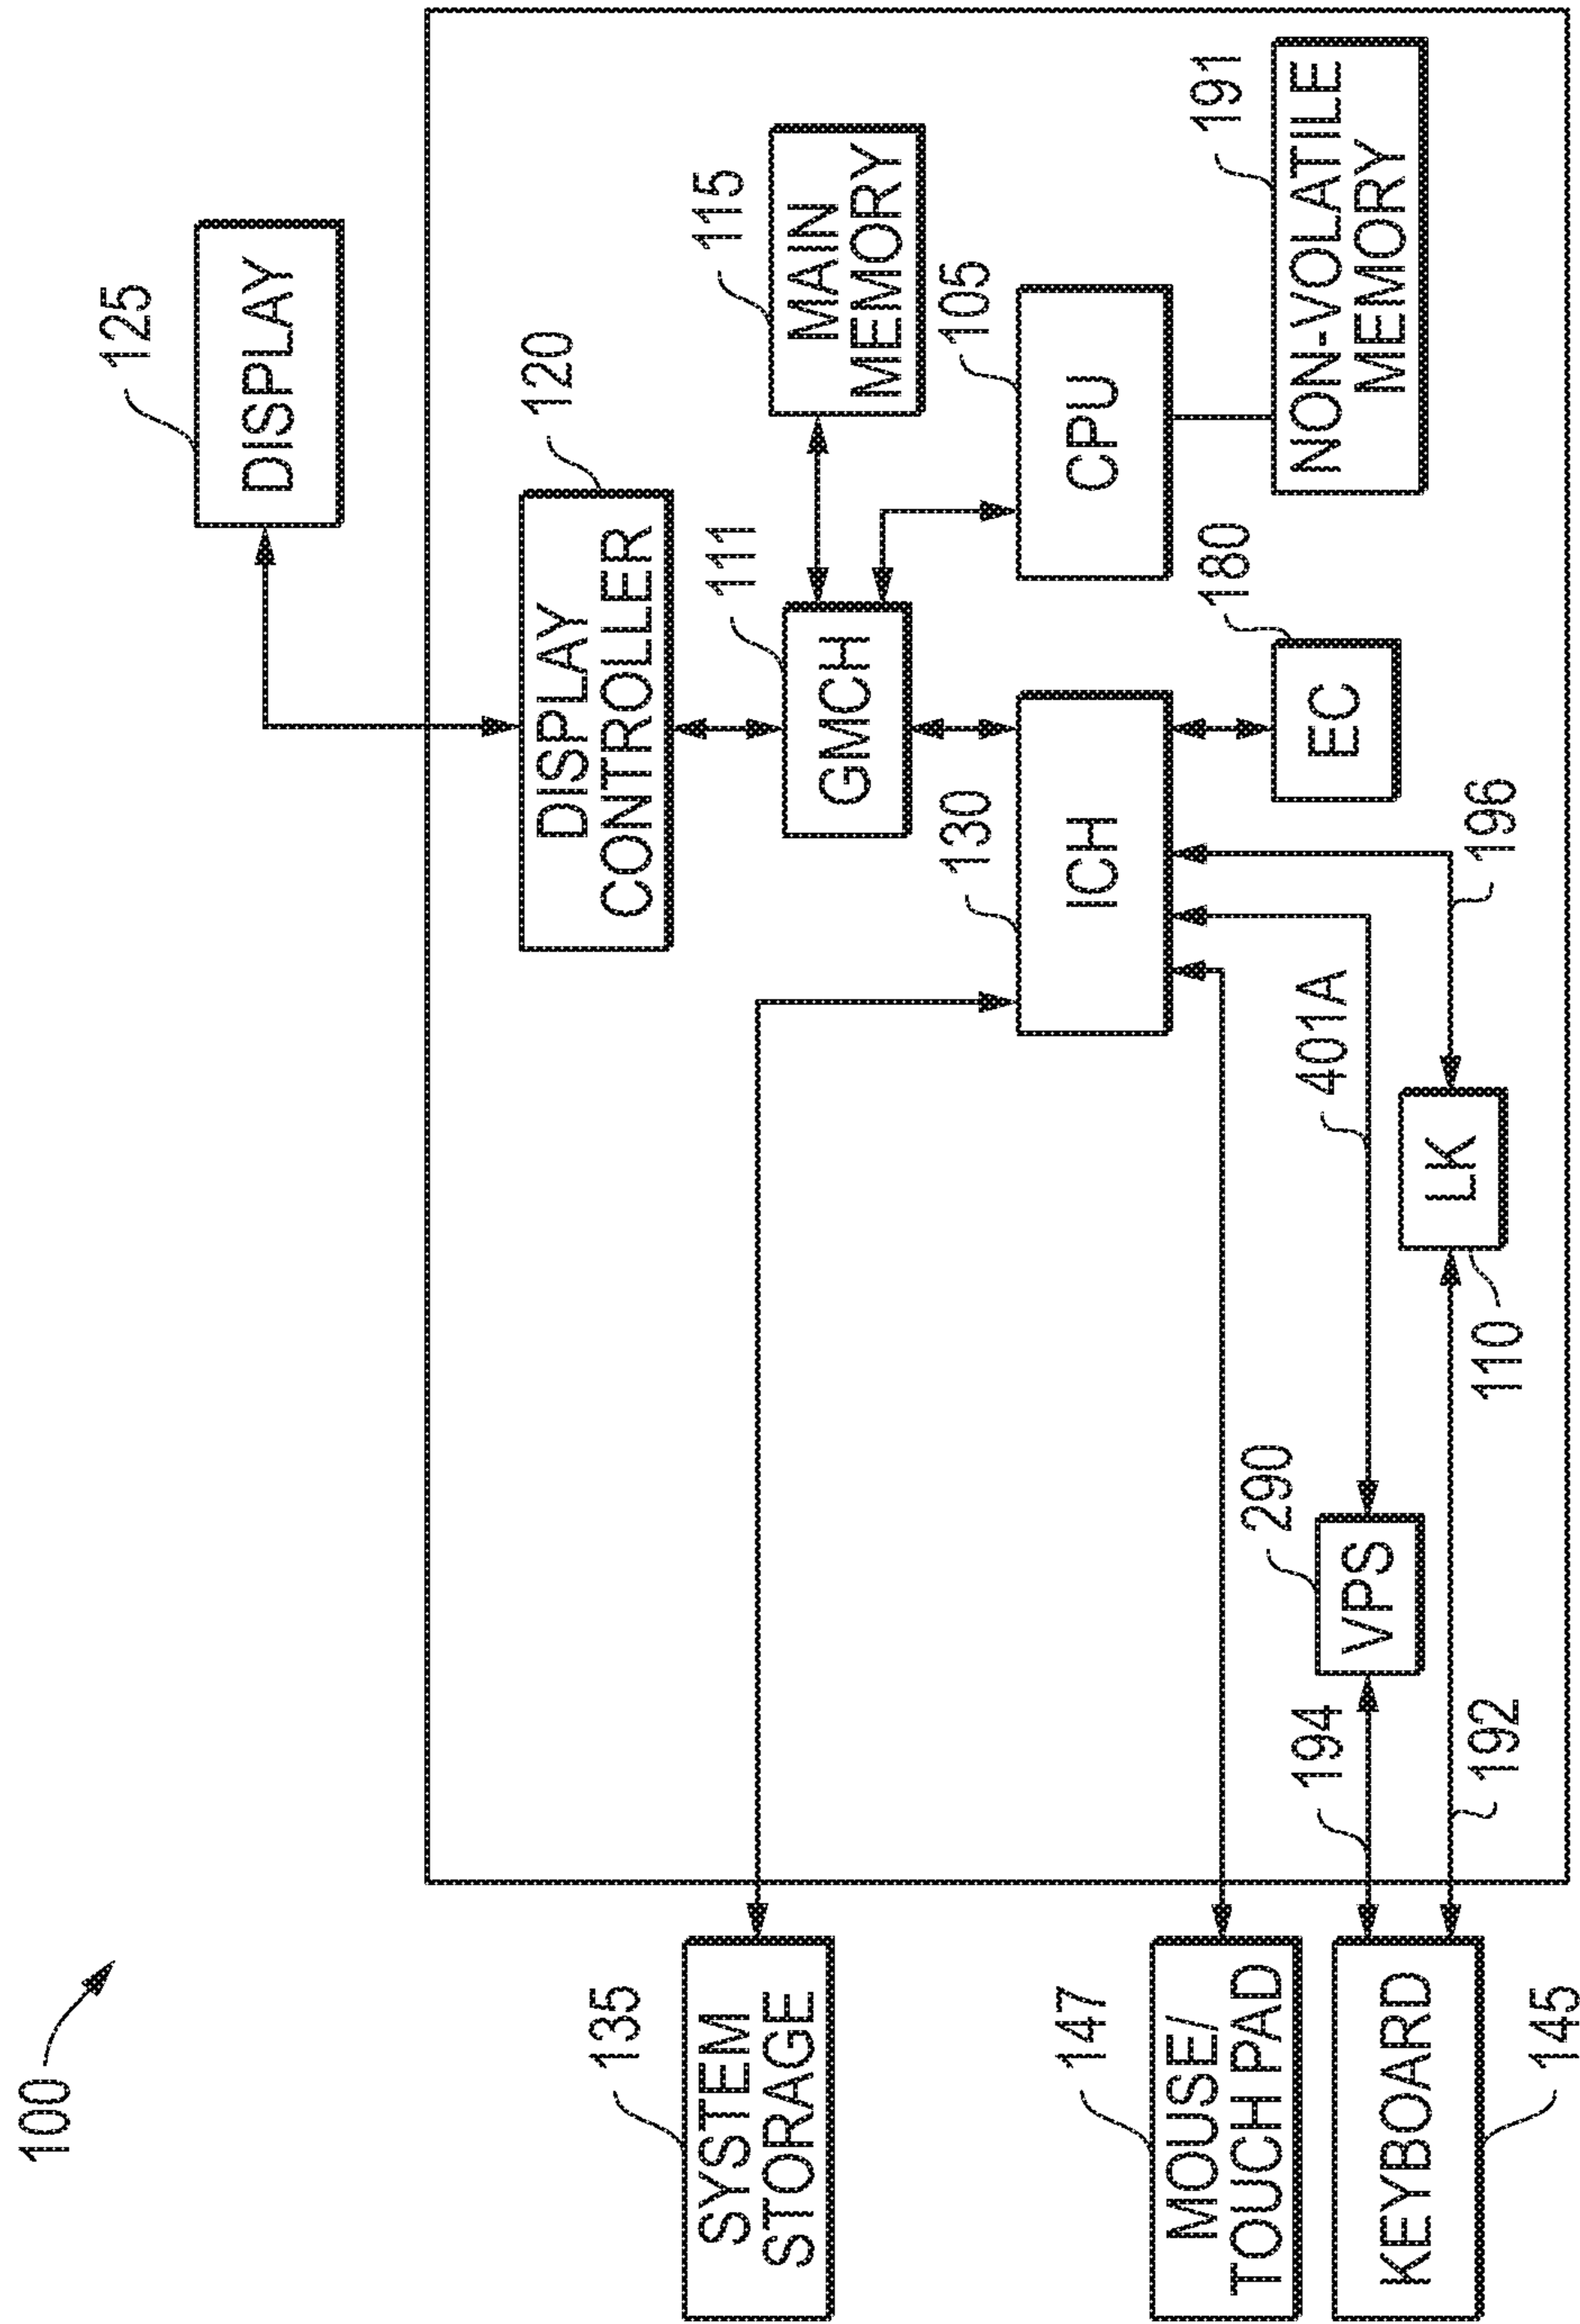 100
125
DISPLAY
120
DISPLAY
CONTROLLER
115
MAIN
MEMORY
111
GMCH
105
CPU
191
NON-VOLATILE
MEMORY
130
ICH
180
EC
196
401A
LK
110
290
VPS
194
192
135
SYSTEM
STORAGE
147
MOUSE/
TOUCH PAD
KEYBOARD
145